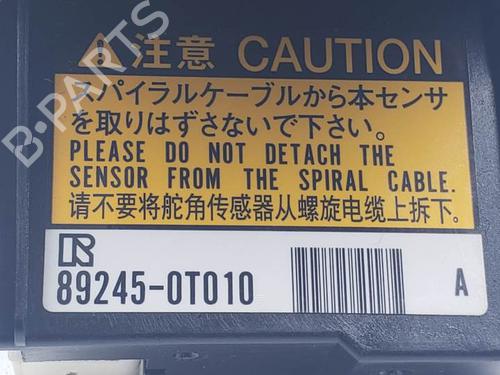 ⚠注意 CAUTION
スパイラルケーブルから本センサ
を取りはずさないで下さい。
PLEASE DO NOT DETACH THE
SENSOR FROM THE SPIRAL CABLE.
请不要将舵角传感器从螺旋电缆上拆下。
R
89245-0T010 A
B-PARTS